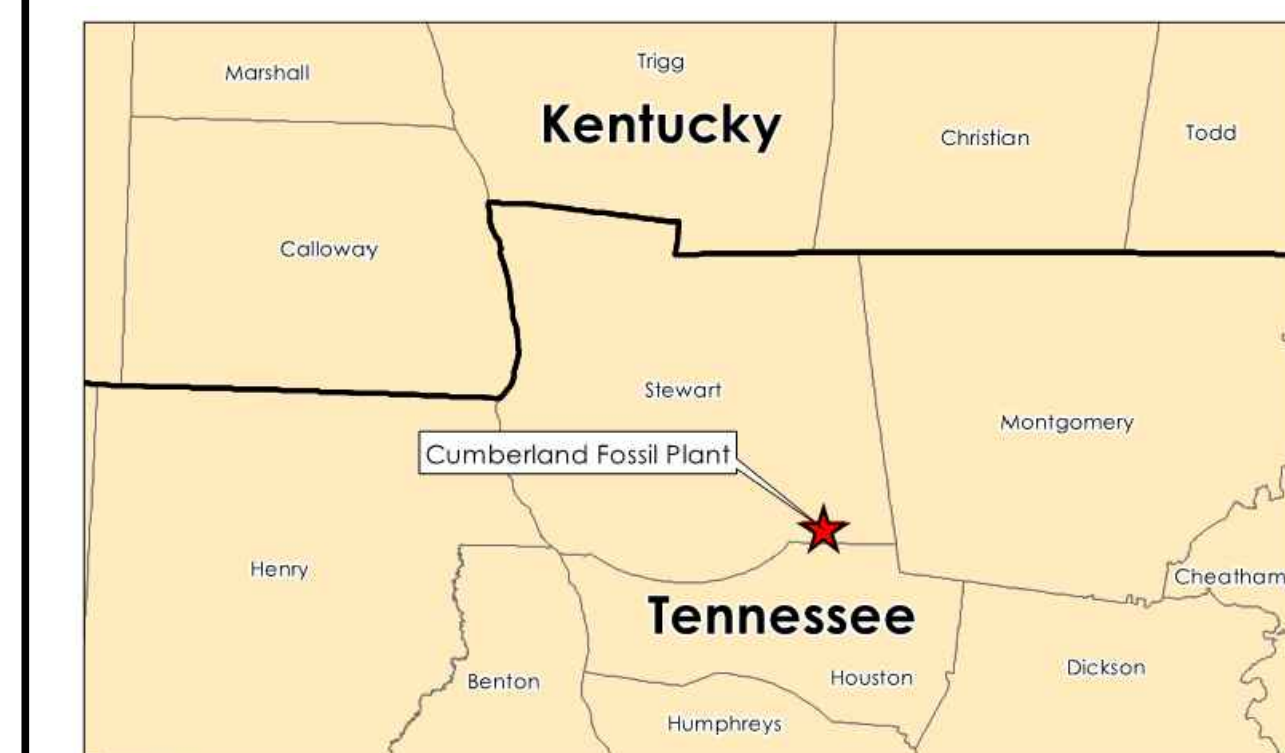 Trigg
Marshall
Kentucky
Todd
Christian
Calloway
Stewart
Montgomery
Cumberland Fossil Plant
Henry
Cheatham
Tennessee
Dickson
Houston
Benton
Humphreys